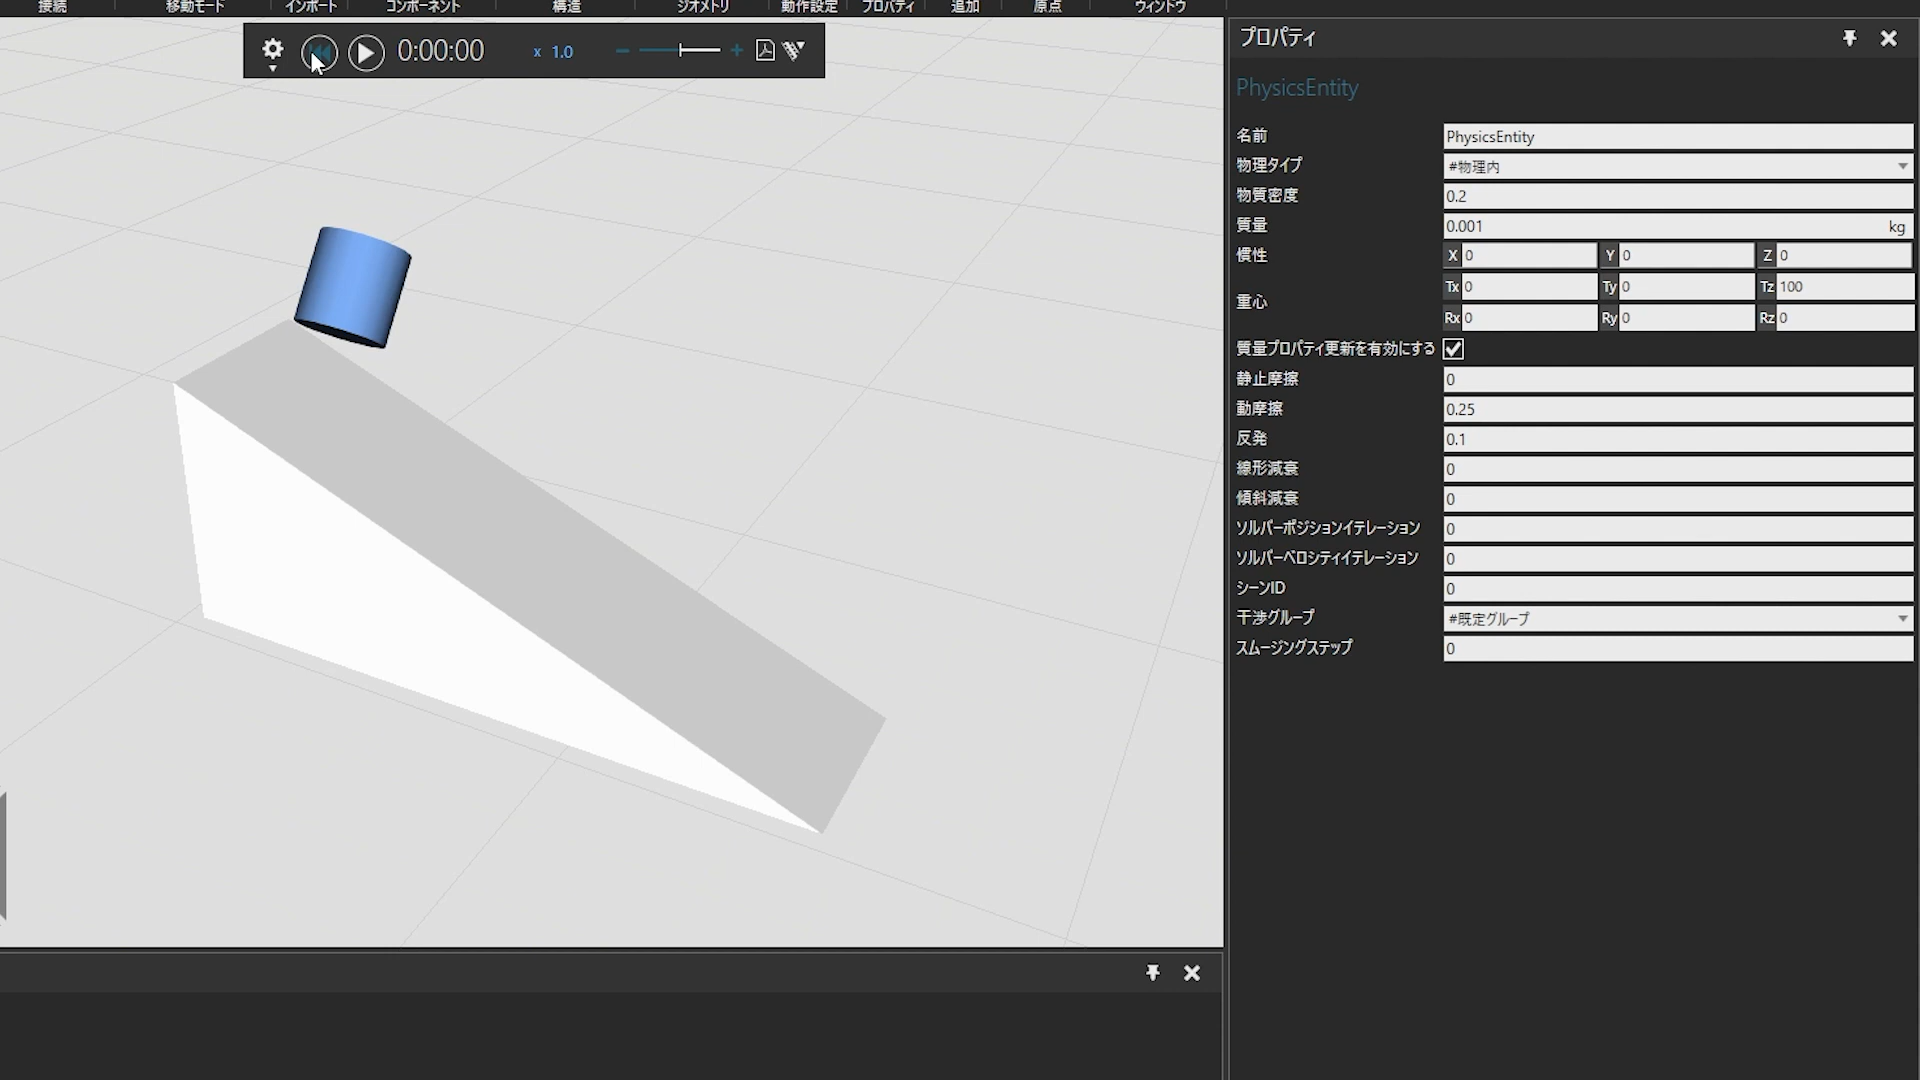 接続 移動モード インポート コンポーネント 構造 ジオメトリ 動作設定 プロパティ 追加 原点 ウィンドウ
0:00:00 x 1.0
プロパティ
PhysicsEntity
名前 PhysicsEntity
物理タイプ #物理内
物質密度 0.2
質量 0.001 kg
慣性 X 0 Y 0 Z 0
重心 Tx 0 Ty 0 Tz 100
Rx 0 Ry 0 Rz 0
質量プロパティ更新を有効にする
静止摩擦 0
動摩擦 0.25
反発 0.1
線形減衰 0
傾斜減衰 0
ソルバーポジションイテレーション 0
ソルバーベロシティイテレーション 0
シーンID 0
干渉グループ #既定グループ
スムージングステップ 0